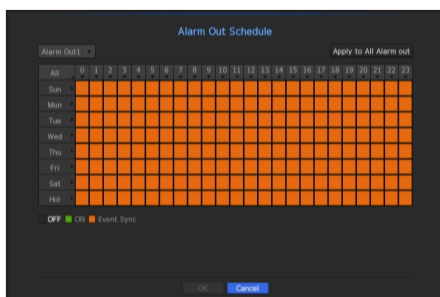 Alarm Out Schedule
Alarm Out1
Apply to All Alarm out
All 0 1 2 3 4 5 6 7 8 9 10 11 12 13 14 15 16 17 18 19 20 21 22 23
Sun
Mon
Tue
Wed
Thu
Fri
Sat
Hol
OFF ON Event Sync
OK Cancel